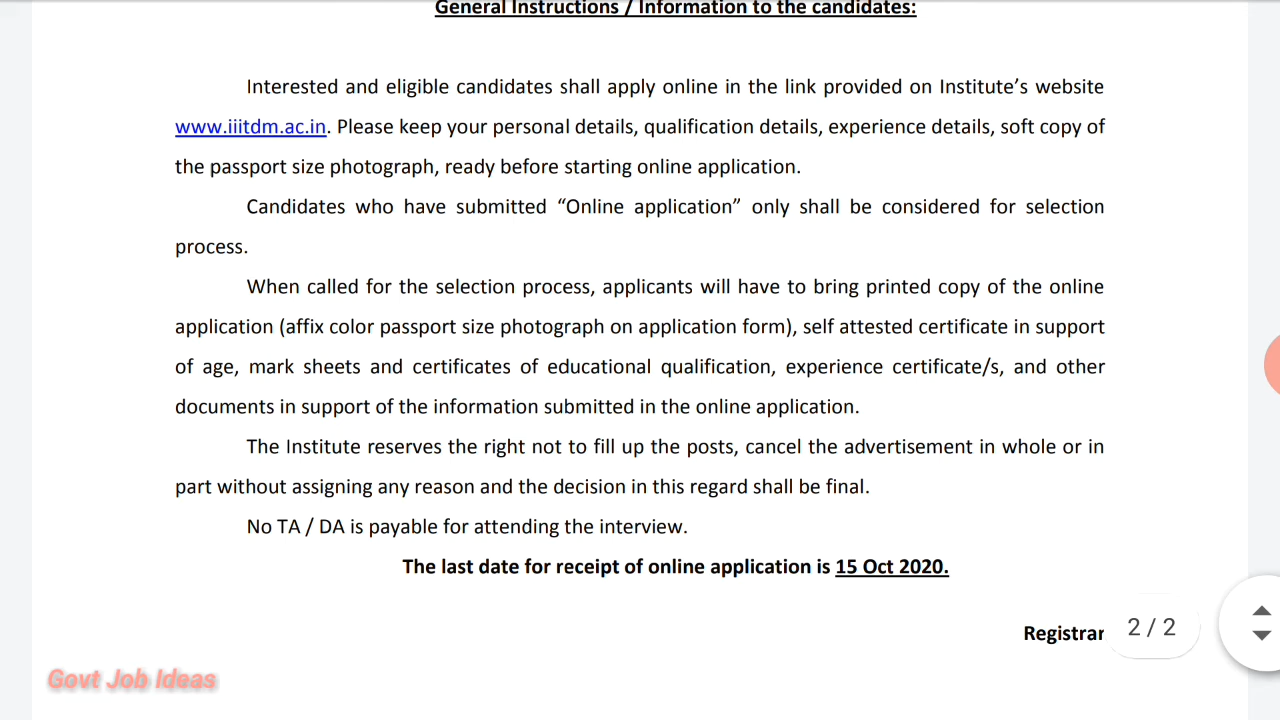 General Instructions / Information to the candidates:
Interested and eligible candidates shall apply online in the link provided on Institute’s website
www.iiitdm.ac.in. Please keep your personal details, qualification details, experience details, soft copy of
the passport size photograph, ready before starting online application.
Candidates who have submitted “Online application” only shall be considered for selection
process.
When called for the selection process, applicants will have to bring printed copy of the online
application (affix color passport size photograph on application form), self attested certificate in support
of age, mark sheets and certificates of educational qualification, experience certificate/s, and other
documents in support of the information submitted in the online application.
The Institute reserves the right not to fill up the posts, cancel the advertisement in whole or in
part without assigning any reason and the decision in this regard shall be final.
No TA / DA is payable for attending the interview.
The last date for receipt of online application is 15 Oct 2020.
Registrar
2 / 2
Govt Job Ideas